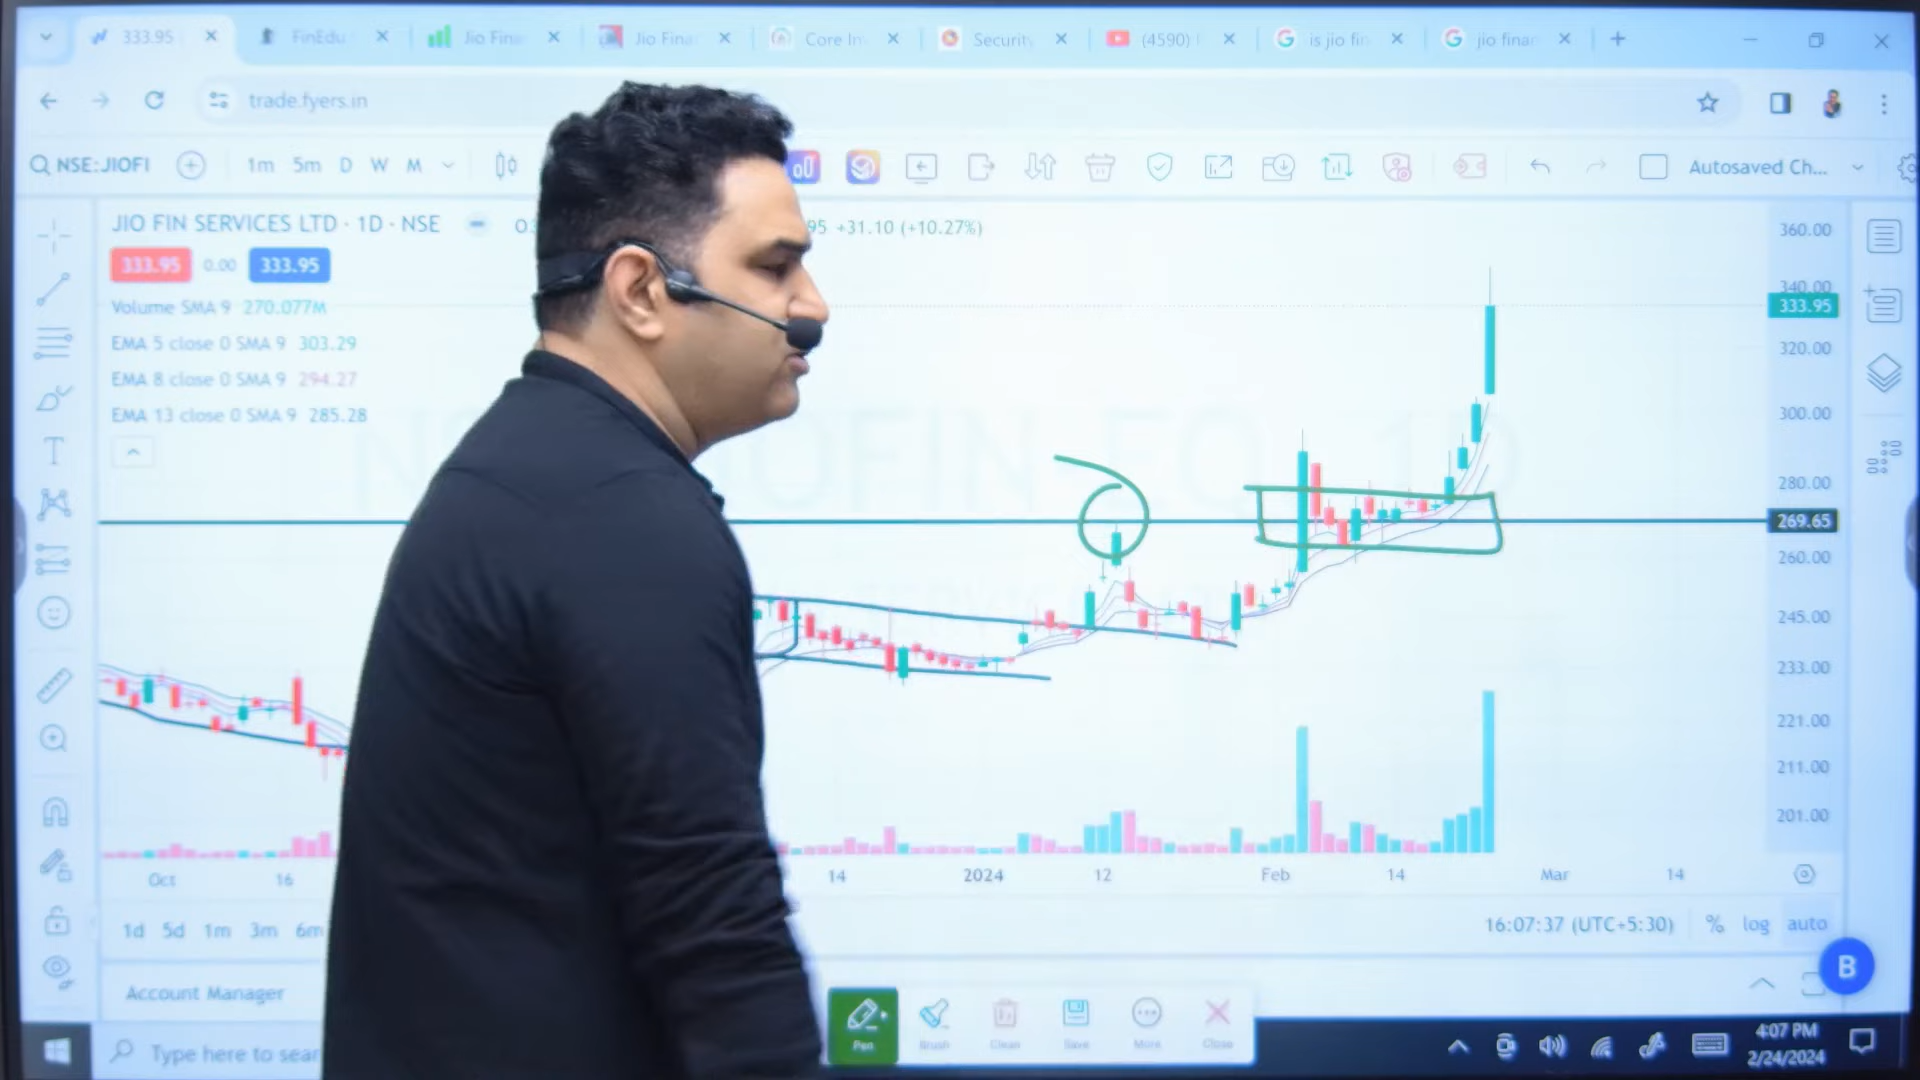 333.95
FinEdu
Jio Fin
Jio Finar
Core In
Security
(4590)
is jio fin
jio finar
trade.fyers.in
NSE:JIOFI
1m 5m D W M
Autosaved Ch...
JIO FIN SERVICES LTD · 1D · NSE
95 +31.10 (+10.27%)
333.95 0.00 333.95
Volume SMA 9 270.077M
EMA 5 close 0 SMA 9 303.29
EMA 8 close 0 SMA 9 294.27
EMA 13 close 0 SMA 9 285.28
360.00
340.00
333.95
320.00
300.00
280.00
269.65
260.00
245.00
233.00
221.00
211.00
201.00
Oct 16 14 2024 12 Feb 14 Mar 14
1d 5d 1m 3m 6m
16:07:37 (UTC+5:30) % log auto
B
Account Manager
Pen Brush Clean Save More Close
Type here to sear
4:07 PM
2/24/2024